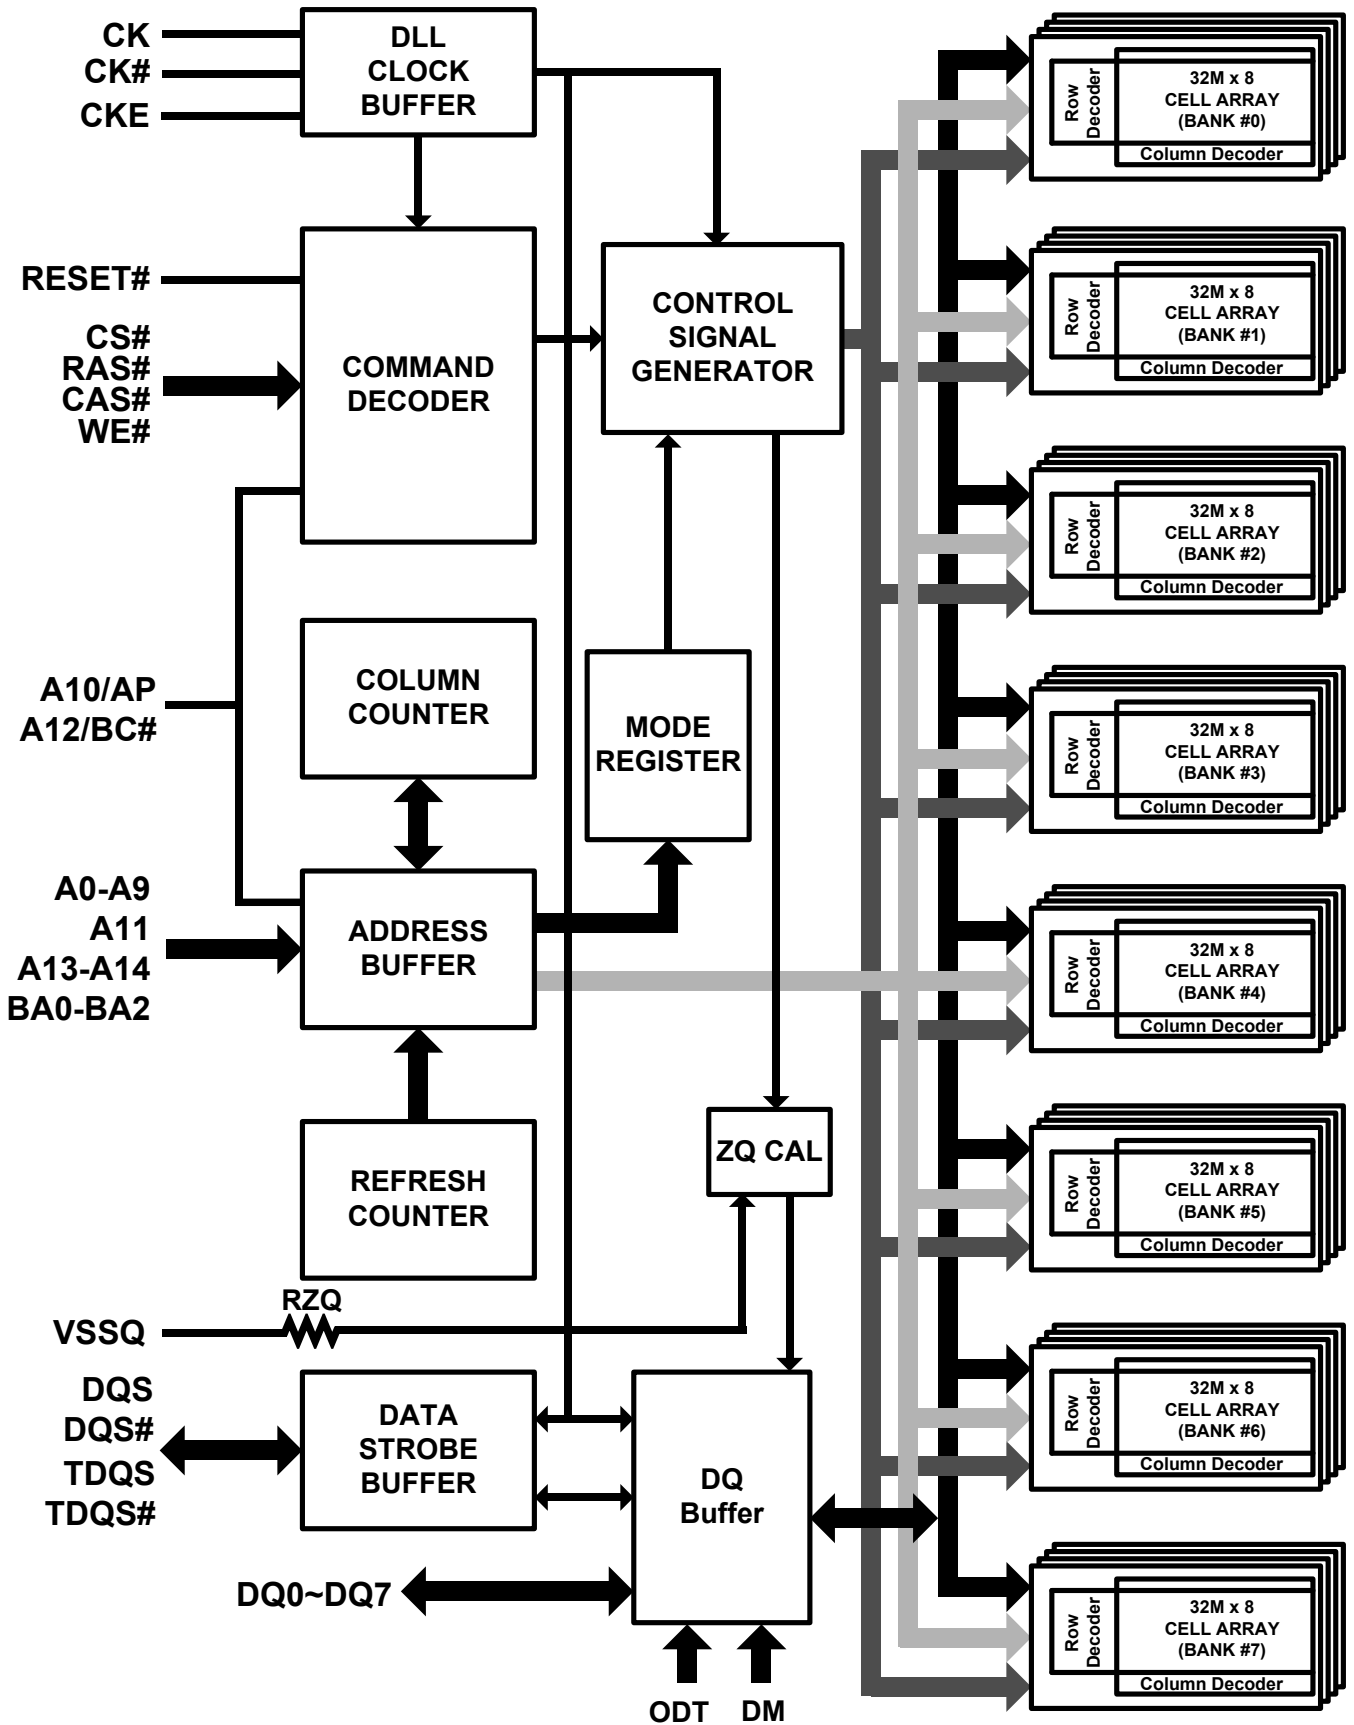 CK
CK#
CKE
DLL
CLOCK
BUFFER
RESET#
CS#
RAS#
CAS#
WE#
COMMAND
DECODER
CONTROL
SIGNAL
GENERATOR
A10/AP
A12/BC#
COLUMN
COUNTER
MODE
REGISTER
A0-A9
A11
A13-A14
BA0-BA2
ADDRESS
BUFFER
REFRESH
COUNTER
ZQ CAL
RZQ
VSSQ
DQS
DQS#
TDQS
TDQS#
DATA
STROBE
BUFFER
DQ
Buffer
DQ0~DQ7
ODT
DM
Row
Decoder
32M x 8
CELL ARRAY
(BANK #0)
Column Decoder
Row
Decoder
32M x 8
CELL ARRAY
(BANK #1)
Column Decoder
Row
Decoder
32M x 8
CELL ARRAY
(BANK #2)
Column Decoder
Row
Decoder
32M x 8
CELL ARRAY
(BANK #3)
Column Decoder
Row
Decoder
32M x 8
CELL ARRAY
(BANK #4)
Column Decoder
Row
Decoder
32M x 8
CELL ARRAY
(BANK #5)
Column Decoder
Row
Decoder
32M x 8
CELL ARRAY
(BANK #6)
Column Decoder
Row
Decoder
32M x 8
CELL ARRAY
(BANK #7)
Column Decoder